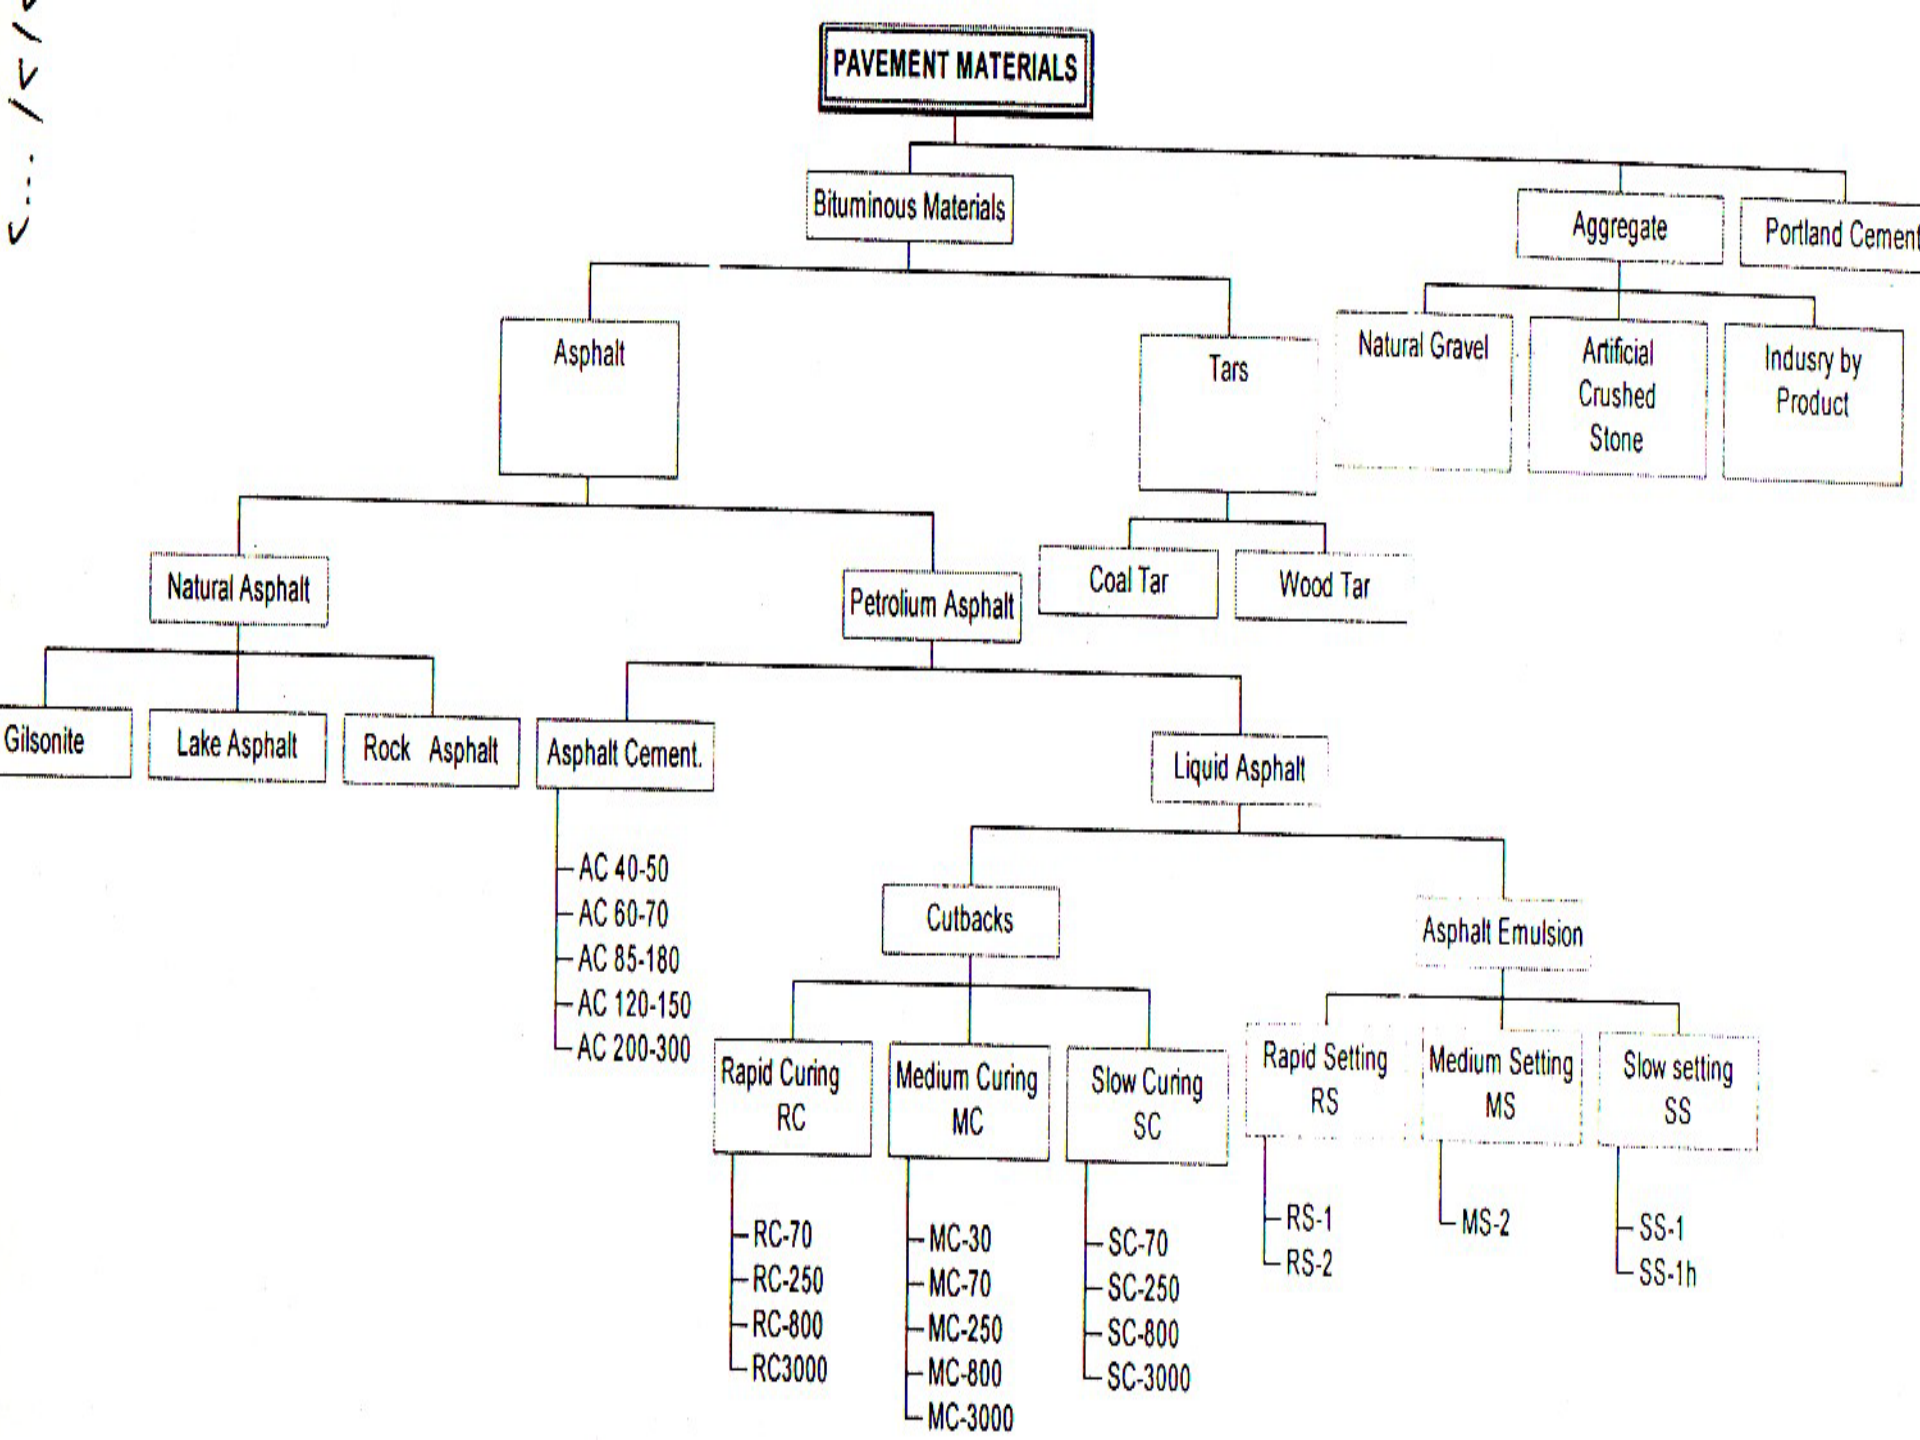 PAVEMENT MATERIALS
Bituminous Materials
Aggregate
Portland Cement
Asphalt
Tars
Natural Gravel
Artificial
Crushed
Stone
Indusry by
Product
Natural Asphalt
Petrolium Asphalt
Coal Tar
Wood Tar
Gilsonite
Lake Asphalt
Rock Asphalt
Asphalt Cement.
Liquid Asphalt
AC 40-50
AC 60-70
AC 85-180
AC 120-150
AC 200-300
Cutbacks
Asphalt Emulsion
Rapid Curing
RC
Medium Curing
MC
Slow Curing
SC
Rapid Setting
RS
Medium Setting
MS
Slow setting
SS
RC-70
RC-250
RC-800
RC3000
MC-30
MC-70
MC-250
MC-800
MC-3000
SC-70
SC-250
SC-800
SC-3000
RS-1
RS-2
MS-2
SS-1
SS-1h